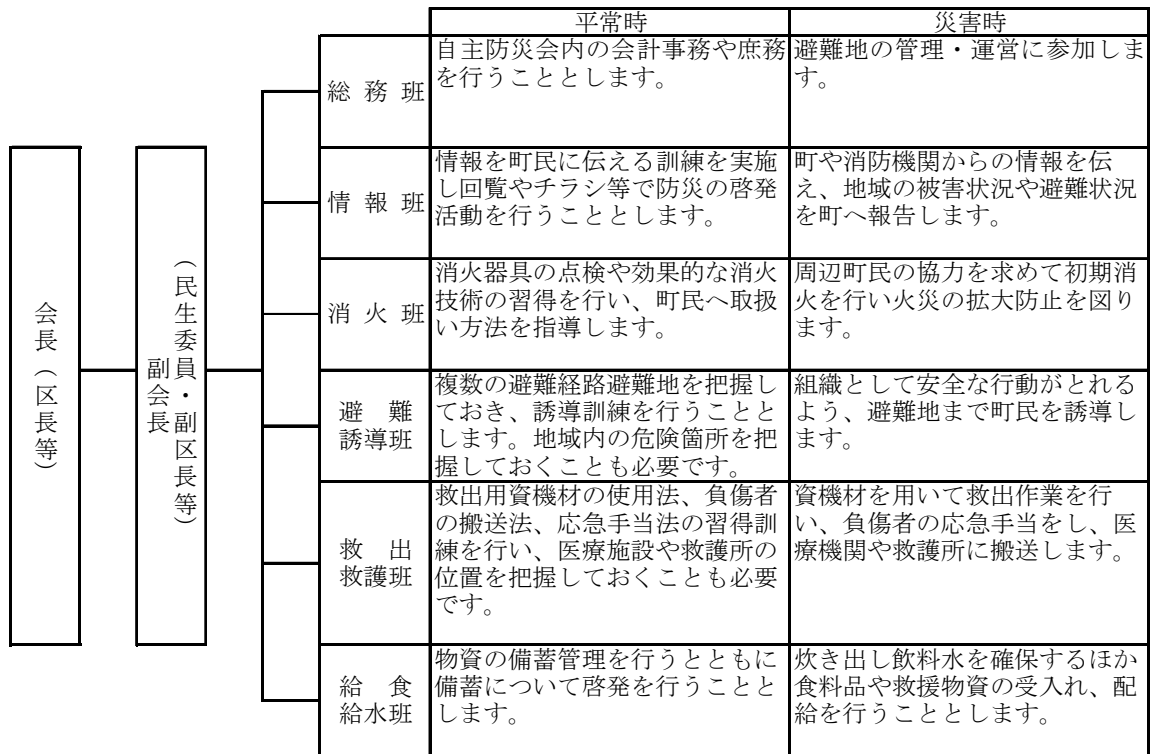 平常時
災害時
会長（区長等）
副会長
（民生委員・副区長等）
総務班
自主防災会内の会計事務や庶務
を行うこととします。
避難地の管理・運営に参加しま
す。
情報班
情報を町民に伝える訓練を実施
し回覧やチラシ等で防災の啓発
活動を行うこととします。
町や消防機関からの情報を伝
え、地域の被害状況や避難状況
を町へ報告します。
消火班
消火器具の点検や効果的な消火
技術の習得を行い、町民へ取扱
い方法を指導します。
周辺町民の協力を求めて初期消
火を行い火災の拡大防止を図り
ます。
避難
誘導班
複数の避難経路避難地を把握し
ておき、誘導訓練を行うことと
します。地域内の危険箇所を把
握しておくことも必要です。
組織として安全な行動がとれる
よう、避難地まで町民を誘導し
ます。
救出
救護班
救出用資機材の使用法、負傷者
の搬送法、応急手当法の習得訓
練を行い、医療施設や救護所の
位置を把握しておくことも必要
です。
資機材を用いて救出作業を行
い、負傷者の応急手当をし、医
療機関や救護所に搬送します。
給食
給水班
物資の備蓄管理を行うとともに
備蓄について啓発を行うことと
します。
炊き出し飲料水を確保するほか
食料品や救援物資の受入れ、配
給を行うこととします。